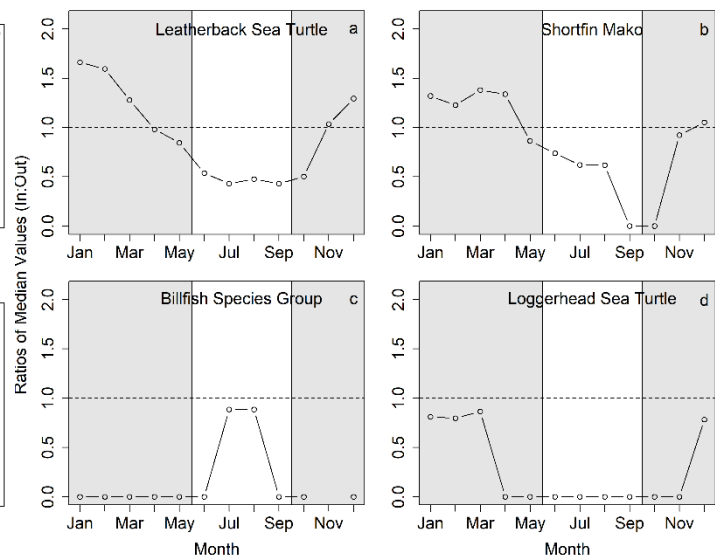 Ratios of Median Values (In:Out)
Leatherback Sea Turtle a
2.0
1.5
1.0
0.5
0.0
Jan Mar May Jul Sep Nov
Shortfin Mako b
2.0
1.5
1.0
0.5
0.0
Jan Mar May Jul Sep Nov
Billfish Species Group c
2.0
1.5
1.0
0.5
0.0
Jan Mar May Jul Sep Nov
Month
Loggerhead Sea Turtle d
2.0
1.5
1.0
0.5
0.0
Jan Mar May Jul Sep Nov
Month